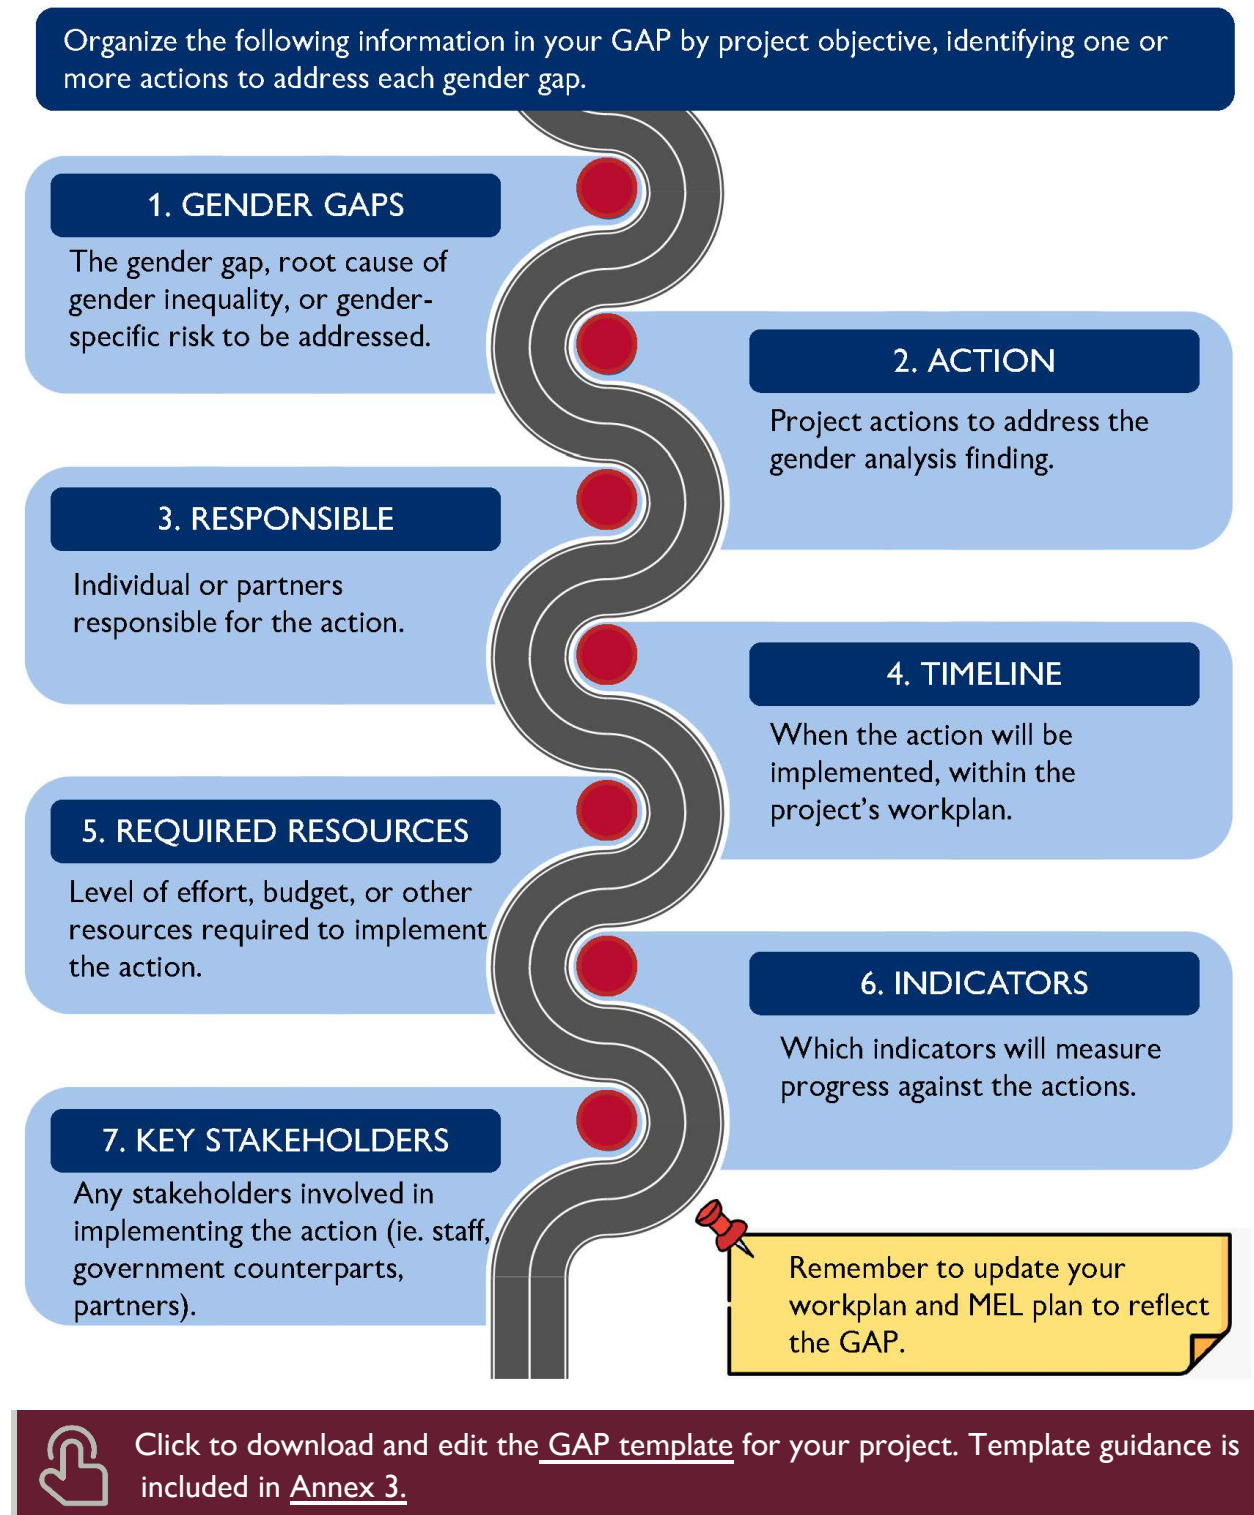 Organize the following information in your GAP by project objective, identifying one or
more actions to address each gender gap.
1. GENDER GAPS
The gender gap, root cause of
gender inequality, or gender-
specific risk to be addressed.
2. ACTION
Project actions to address the
gender analysis finding.
3. RESPONSIBLE
Individual or partners
responsible for the action.
4. TIMELINE
When the action will be
implemented, within the
project’s workplan.
5. REQUIRED RESOURCES
Level of effort, budget, or other
resources required to implement
the action.
6. INDICATORS
Which indicators will measure
progress against the actions.
7. KEY STAKEHOLDERS
Any stakeholders involved in
implementing the action (ie. staff,
government counterparts,
partners).
Remember to update your
workplan and MEL plan to reflect
the GAP.
Click to download and edit the GAP template for your project. Template guidance is
included in Annex 3.